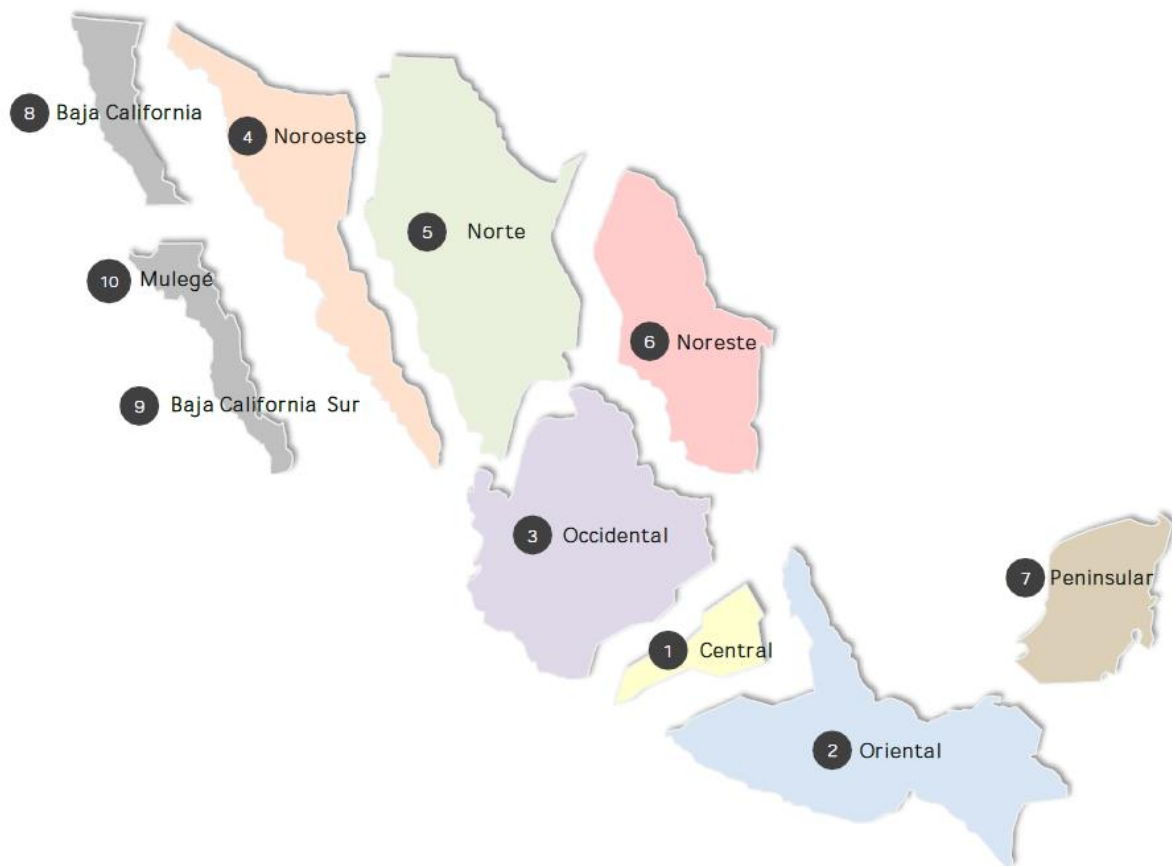 8 Baja California
4 Noroeste
5 Norte
10 Mulegé
6 Noreste
9 Baja California Sur
3 Occidental
7 Peninsular
1 Central
2 Oriental